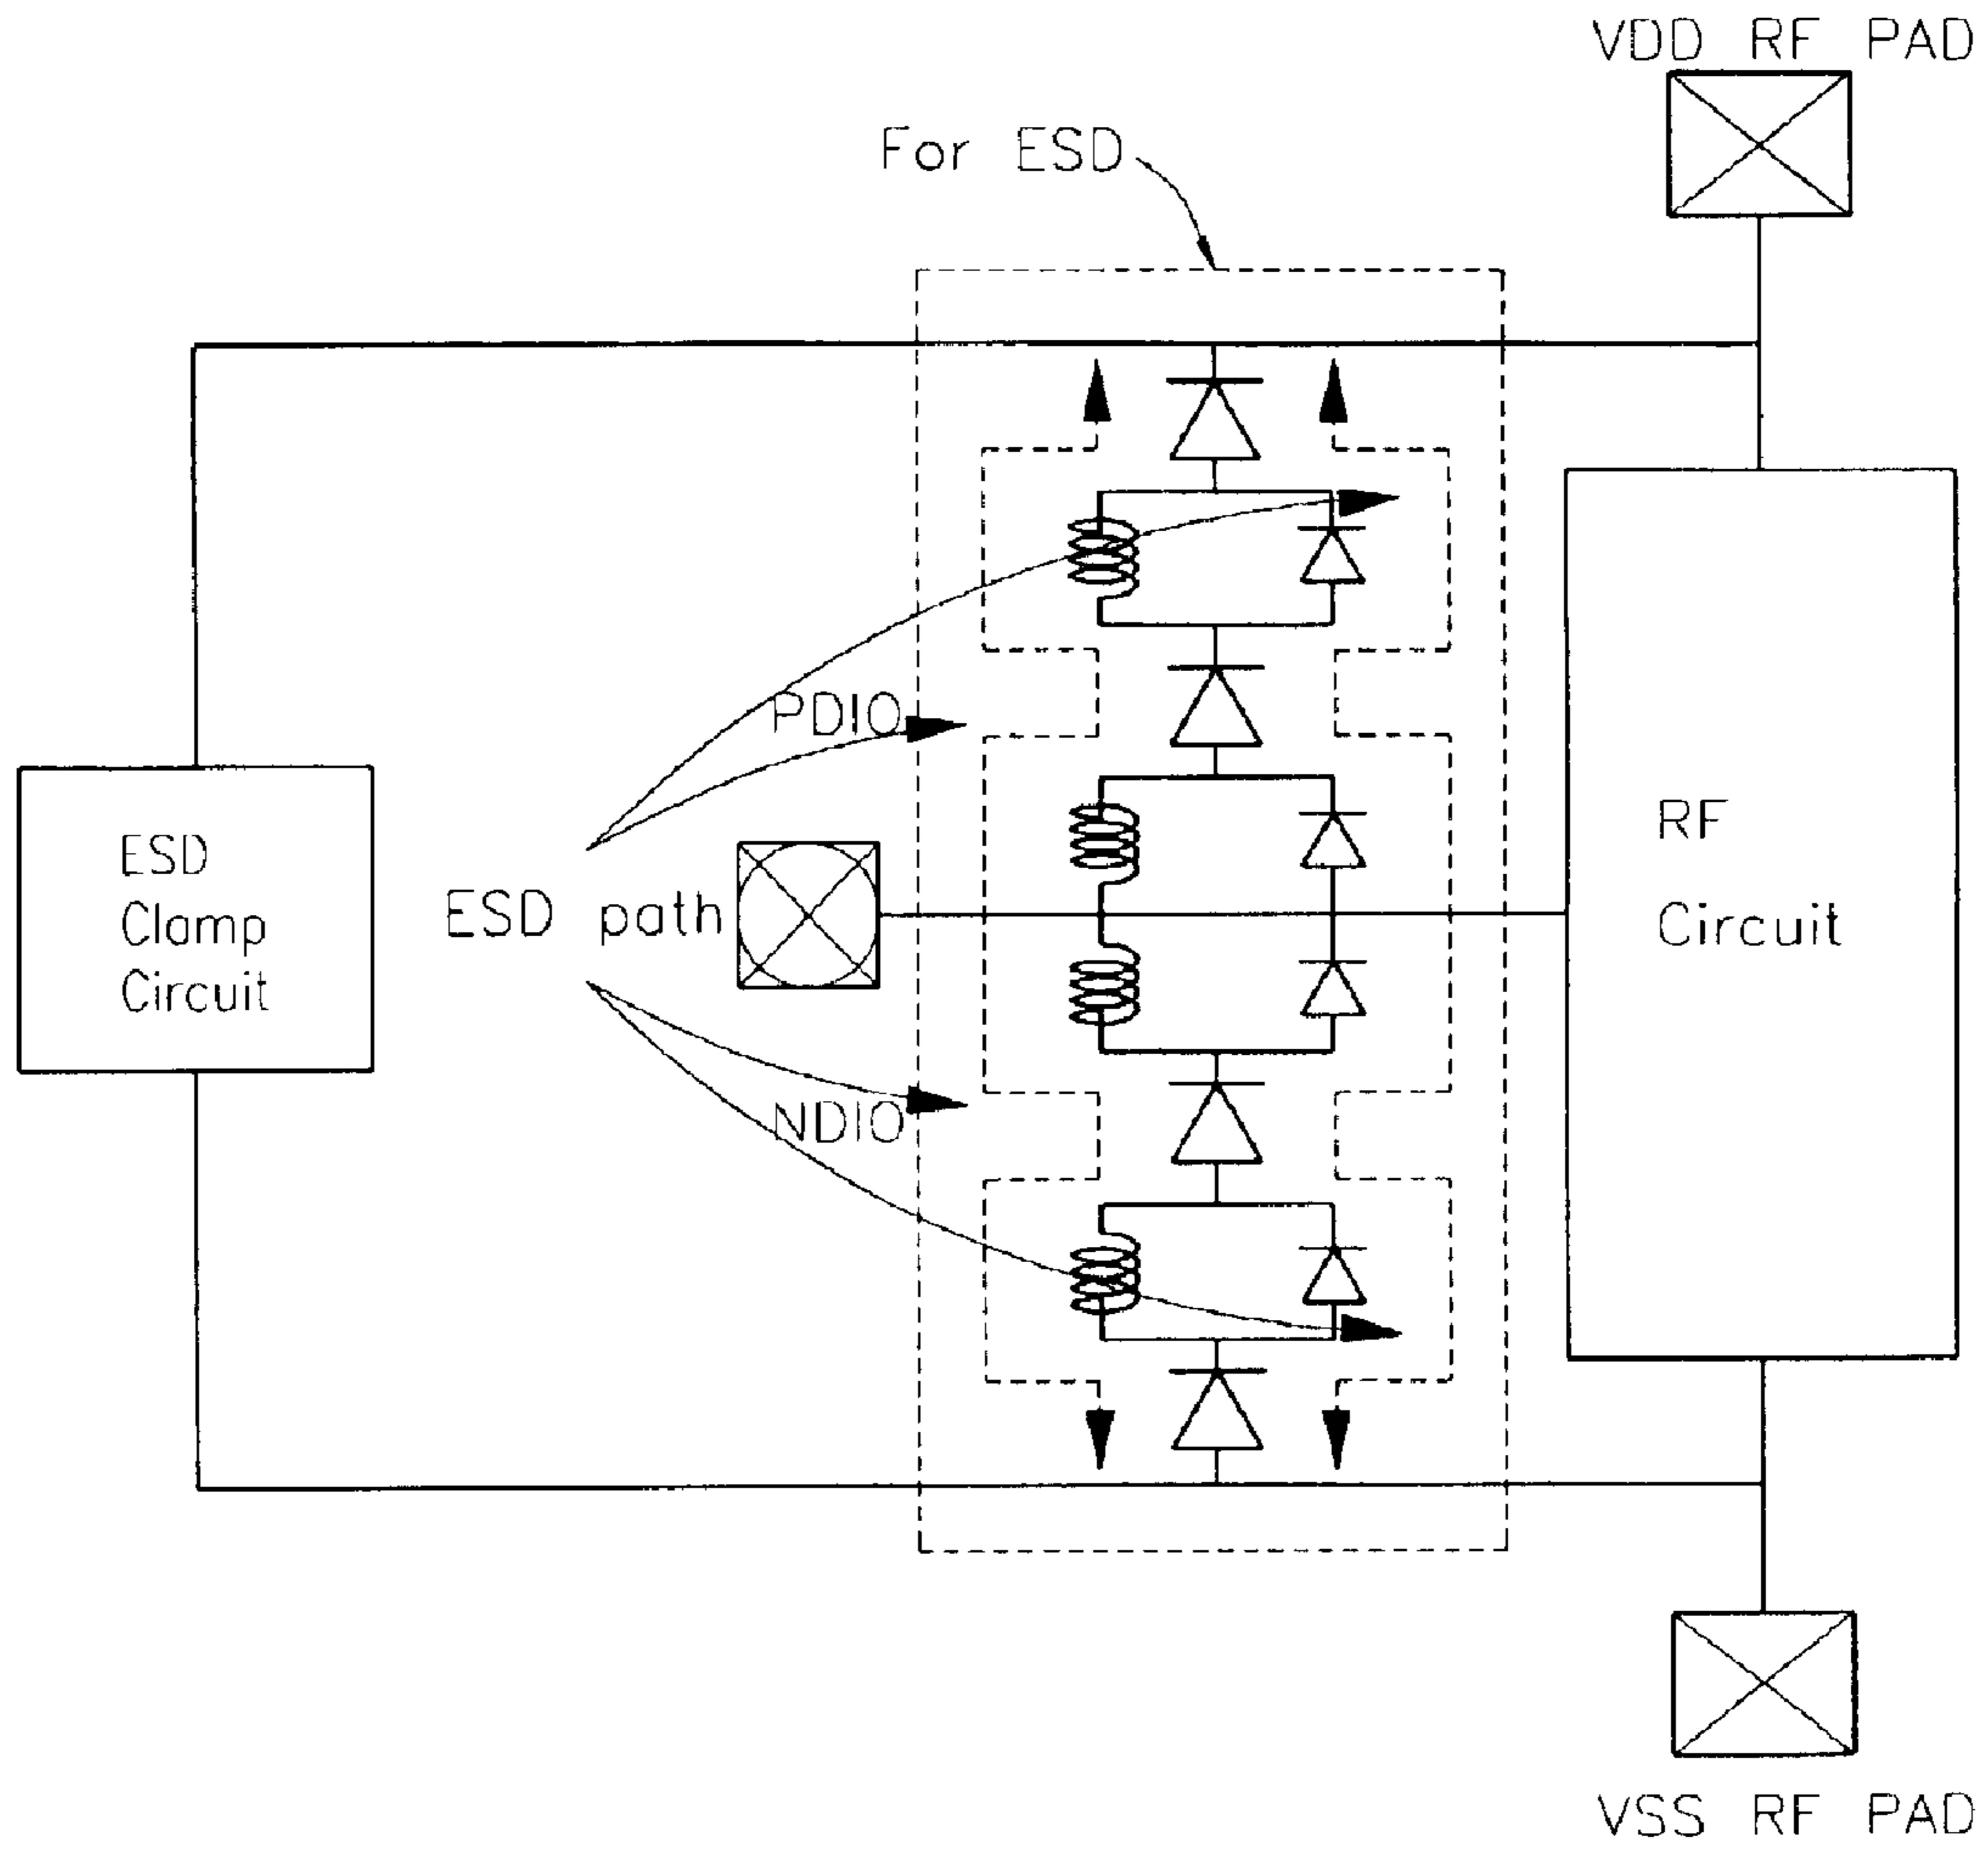 VDD RF PAD
For ESD
PDIO
ESD
Clamp
Circuit
ESD path
RF
Circuit
NDIO
VSS RF PAD